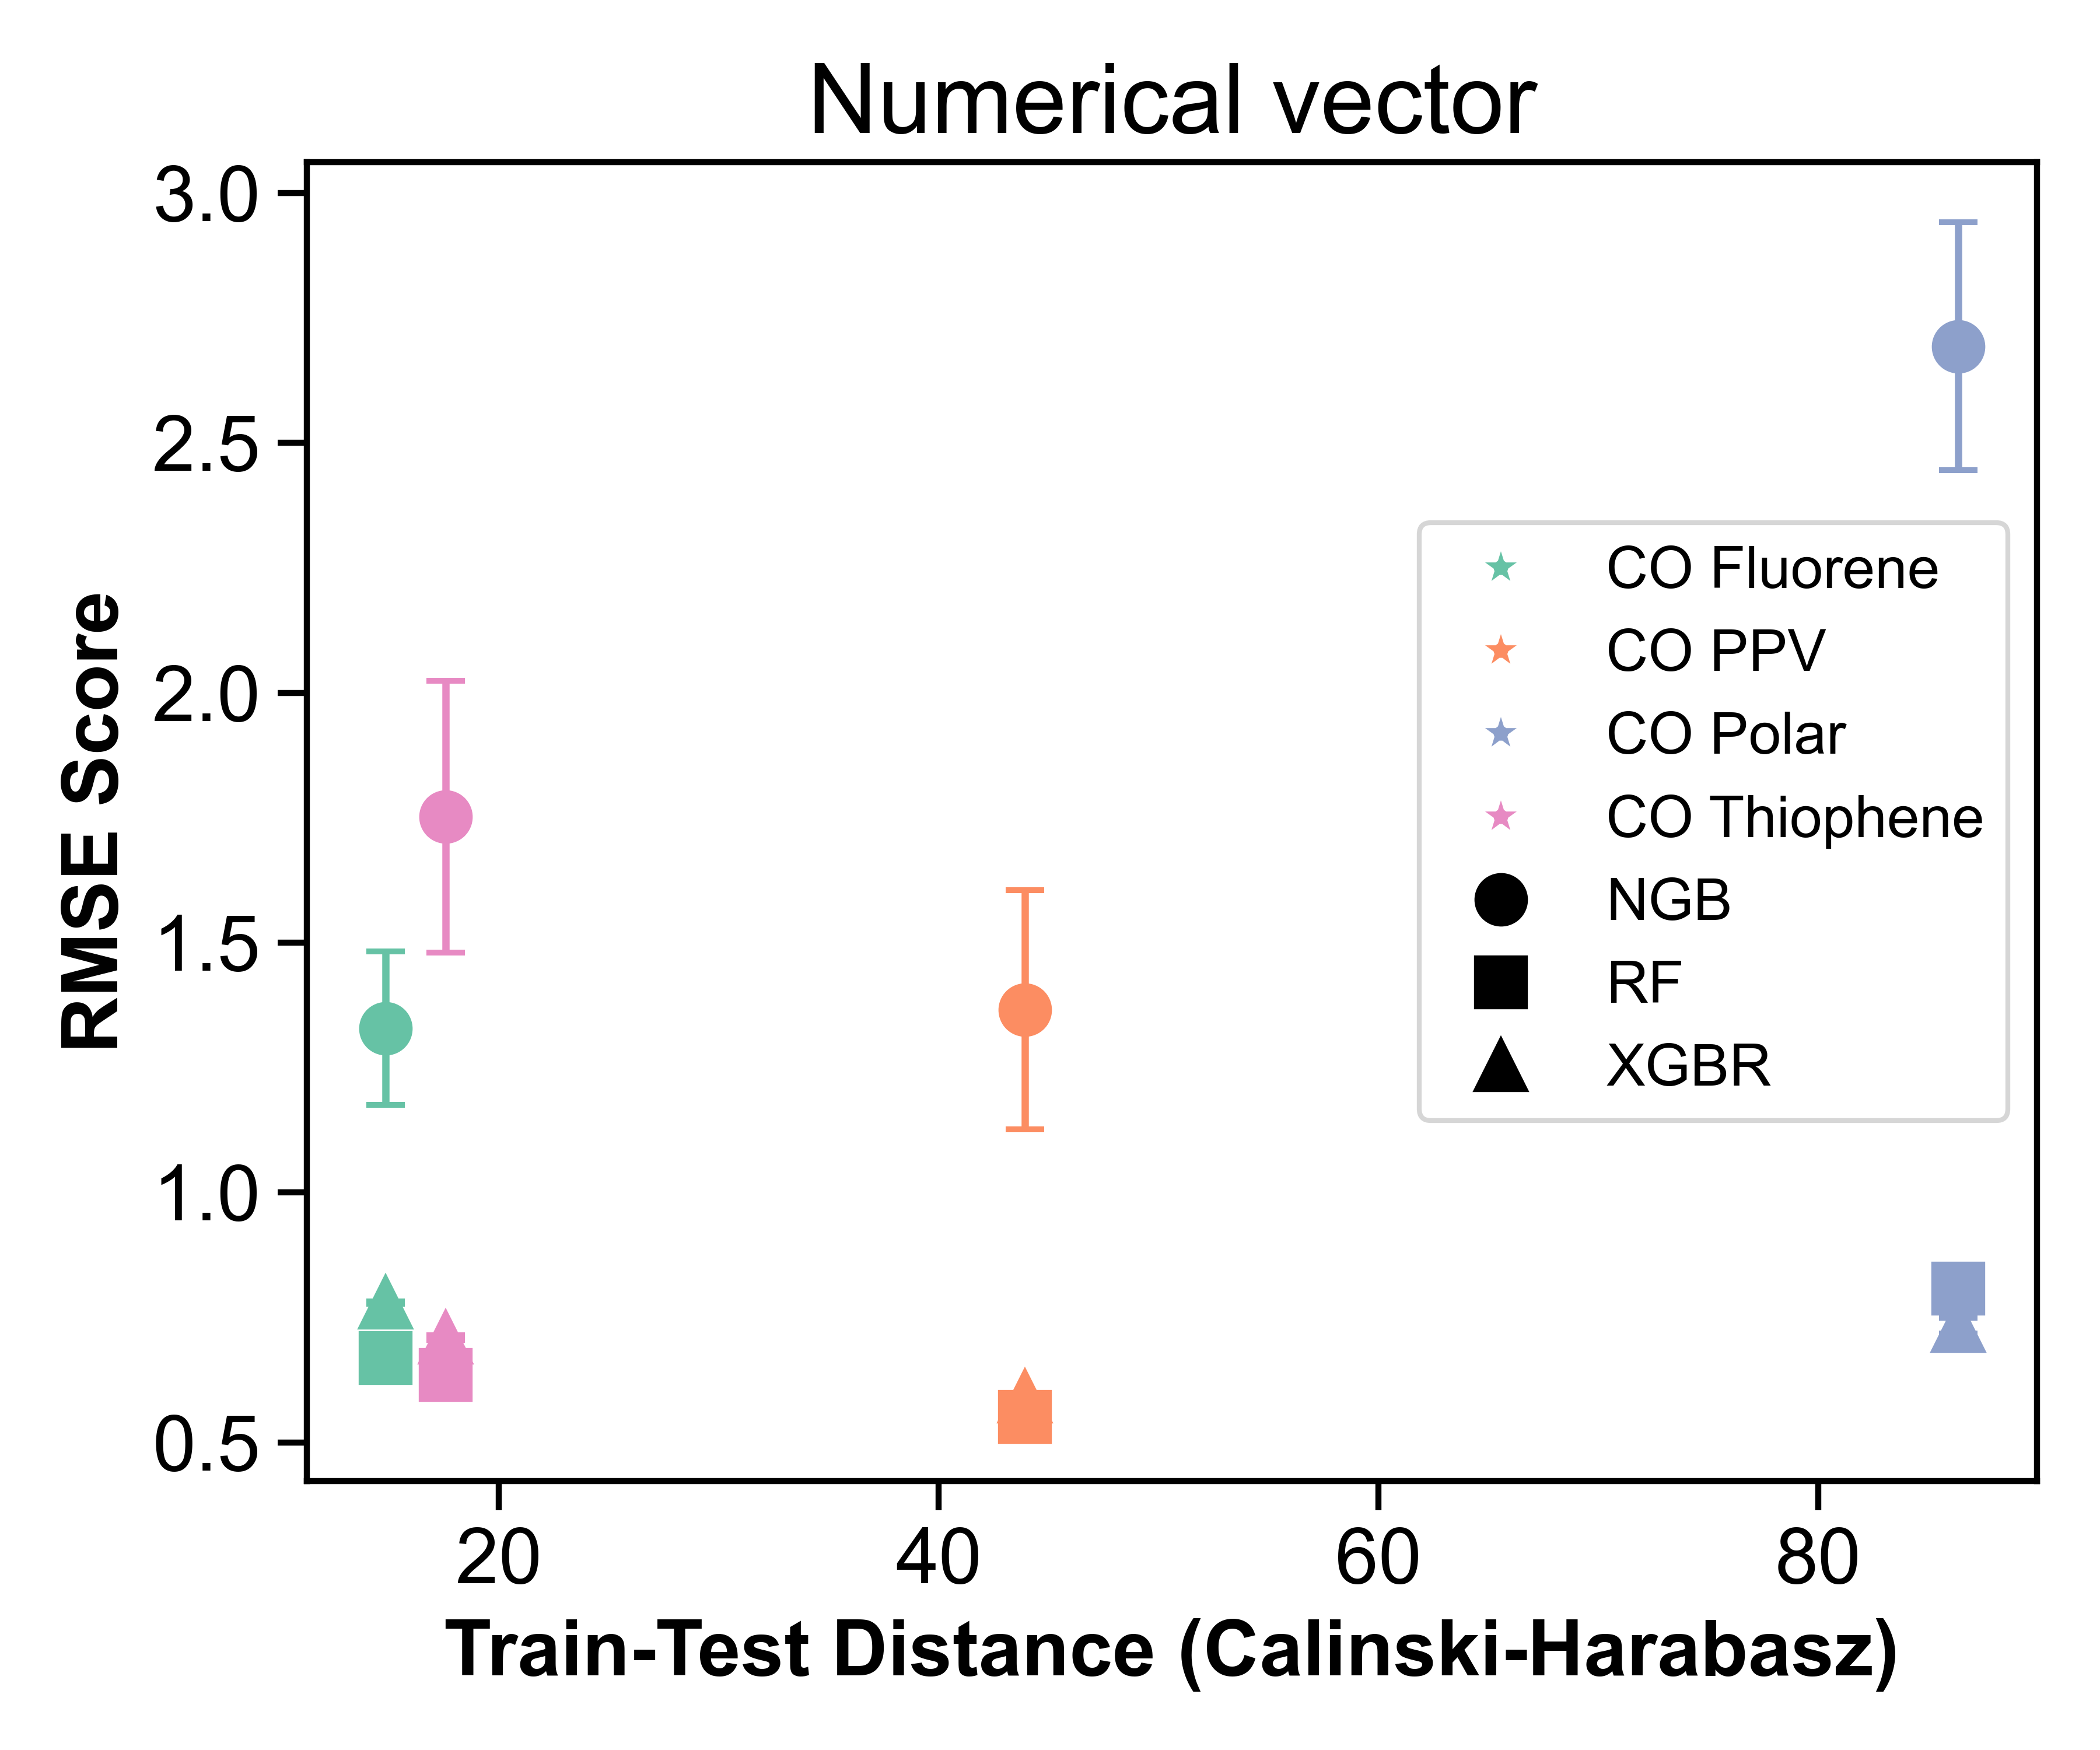 Numerical vector
3.0
2.5
2.0
1.5
1.0
0.5
RMSE Score
CO Fluorene
CO PPV
CO Polar
CO Thiophene
NGB
RF
XGBR
20 40 60 80
Train-Test Distance (Calinski-Harabasz)